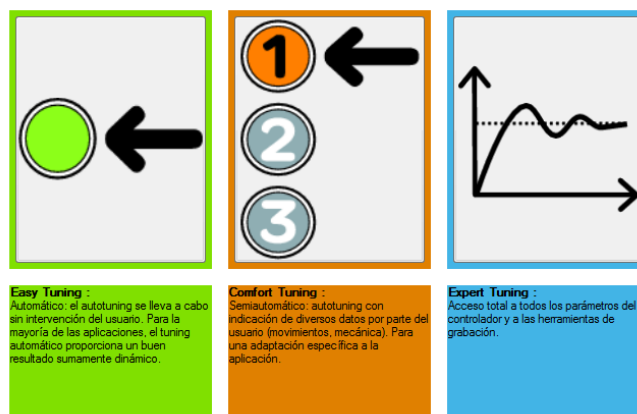 1
2
3
Easy Tuning :
Automático: el autotuning se lleva a cabo
sin intervención del usuario. Para la
mayoría de las aplicaciones, el tuning
automático proporciona un buen
resultado sumamente dinámico.
Comfort Tuning :
Semiautomático: autotuning con
indicación de diversos datos por parte del
usuario (movimientos, mecánica). Para
una adaptación específica a la
aplicación.
Expert Tuning :
Acceso total a todos los parámetros del
controlador y a las herramientas de
grabación.